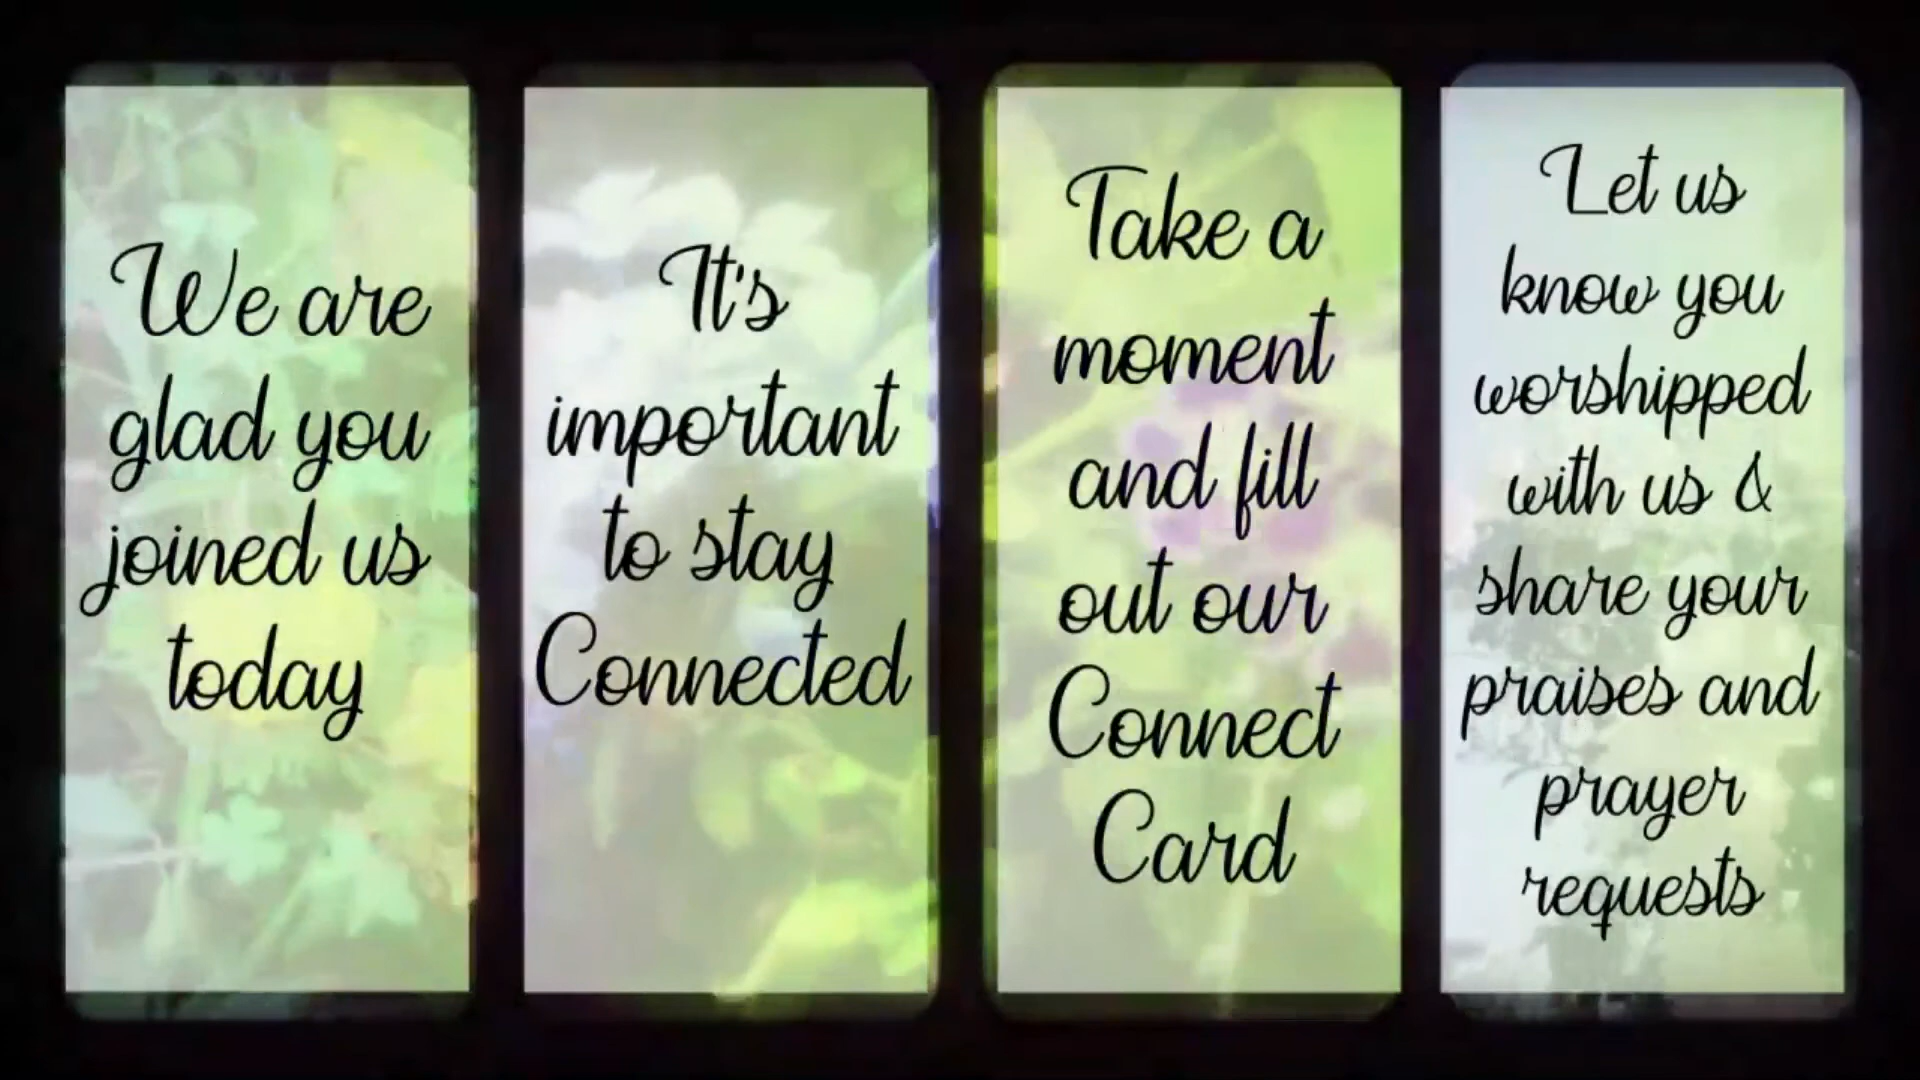 We are
glad you
joined us
today
It's
important
to stay
Connected
Take a
moment
and fill
out our
Connect
Card
Let us
know you
worshipped
with us &
share your
praises and
prayer
requests